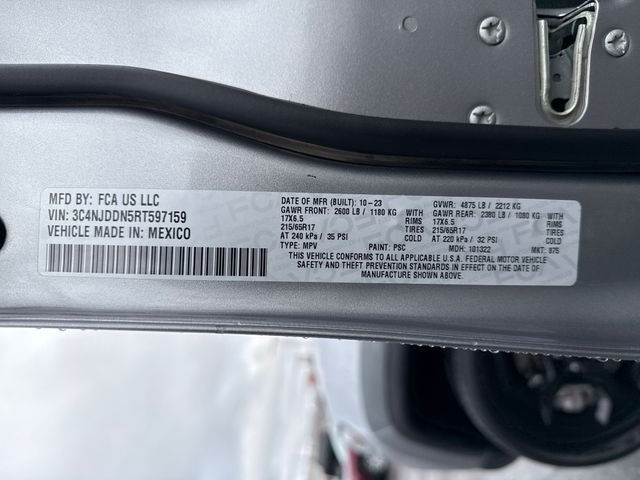 MFD BY: FCA US LLC
VIN: 3C4NJDDN5RT597159
VEHICLE MADE IN: MEXICO
DATE OF MFR (BUILT): 10-23 GVWR: 4875 LB/ 2212 KG
GAWR FRONT: 2600 LB/ 1180 KG WITH GAWR REAR: 2380 LB/ 1080 KG WITH
17X6.5 RIMS 17X6.5 RIMS
215/65R17 TIRES 215/65R17 TIRES
AT 240 kPa / 35 PSI COLD AT 220 kPa / 32 PSI COLD
TYPE: MPV PAINT: PSC MDH: 101322 MKT: 875
THIS VEHICLE CONFORMS TO ALL APPLICABLE U.S.A. FEDERAL MOTOR VEHICLE
SAFETY AND THEFT PREVENTION STANDARDS IN EFFECT ON THE DATE OF
MANUFACTURE SHOWN ABOVE.